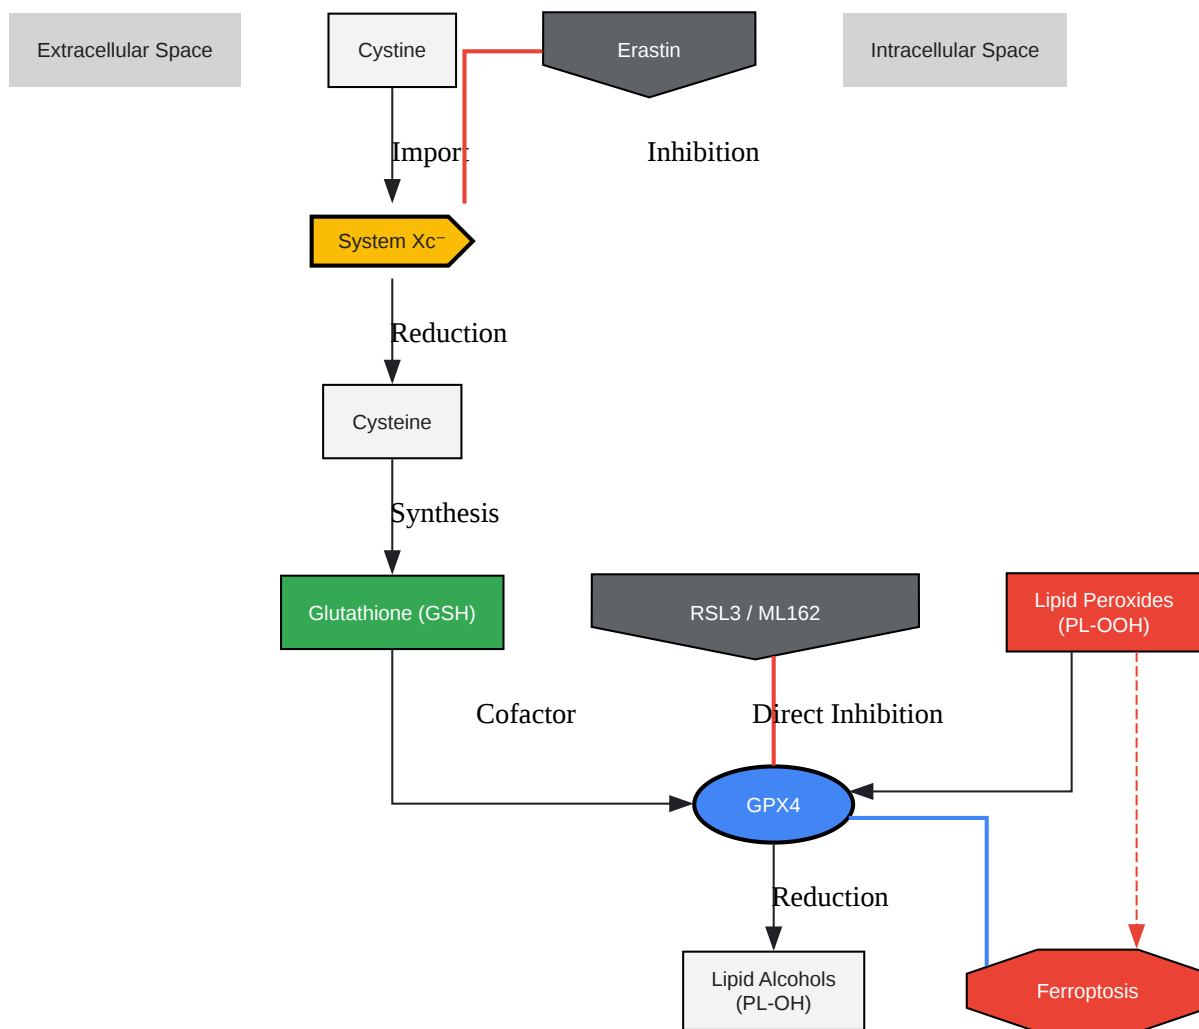 Extracellular Space
Cystine
Erastin
Intracellular Space
Import
Inhibition
System Xc⁻
Reduction
Cysteine
Synthesis
Glutathione (GSH)
RSL3 / ML162
Lipid Peroxides
(PL-OOH)
Cofactor
Direct Inhibition
GPX4
Reduction
Lipid Alcohols
(PL-OH)
Ferroptosis